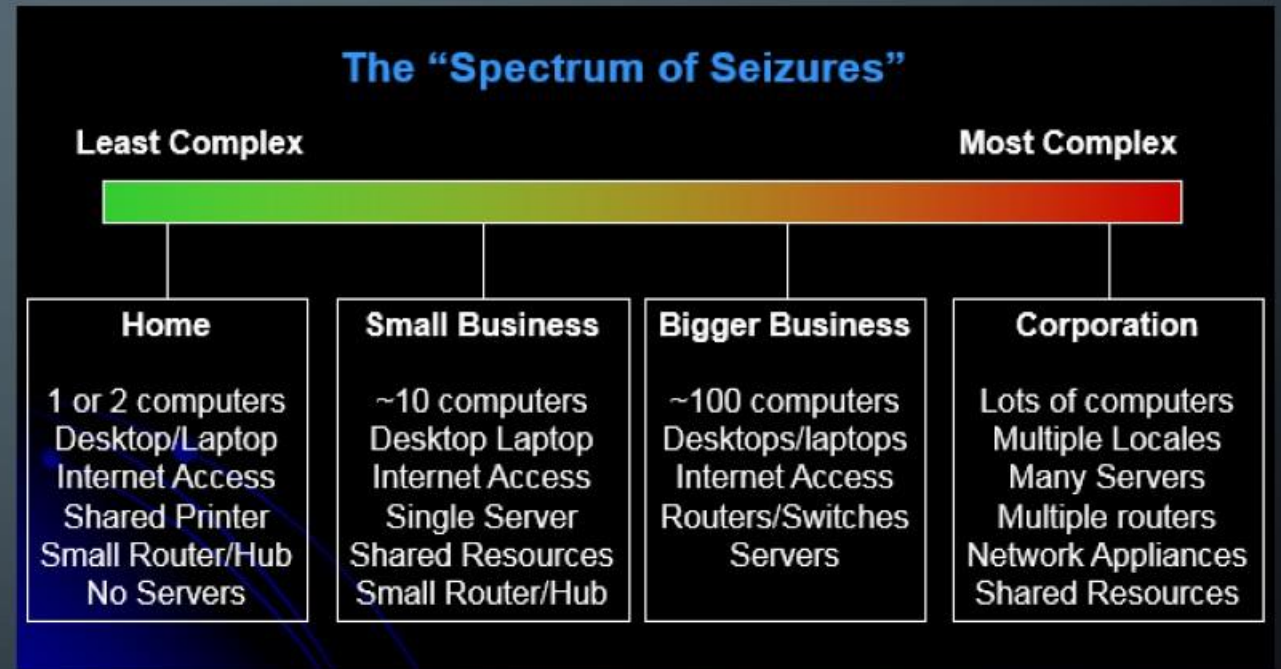 The “Spectrum of Seizures”
Least Complex
Most Complex
Home
1 or 2 computers
Desktop/Laptop
Internet Access
Shared Printer
Small Router/Hub
No Servers
Small Business
~10 computers
Desktop Laptop
Internet Access
Single Server
Shared Resources
Small Router/Hub
Bigger Business
~100 computers
Desktops/laptops
Internet Access
Routers/Switches
Servers
Corporation
Lots of computers
Multiple Locales
Many Servers
Multiple routers
Network Appliances
Shared Resources